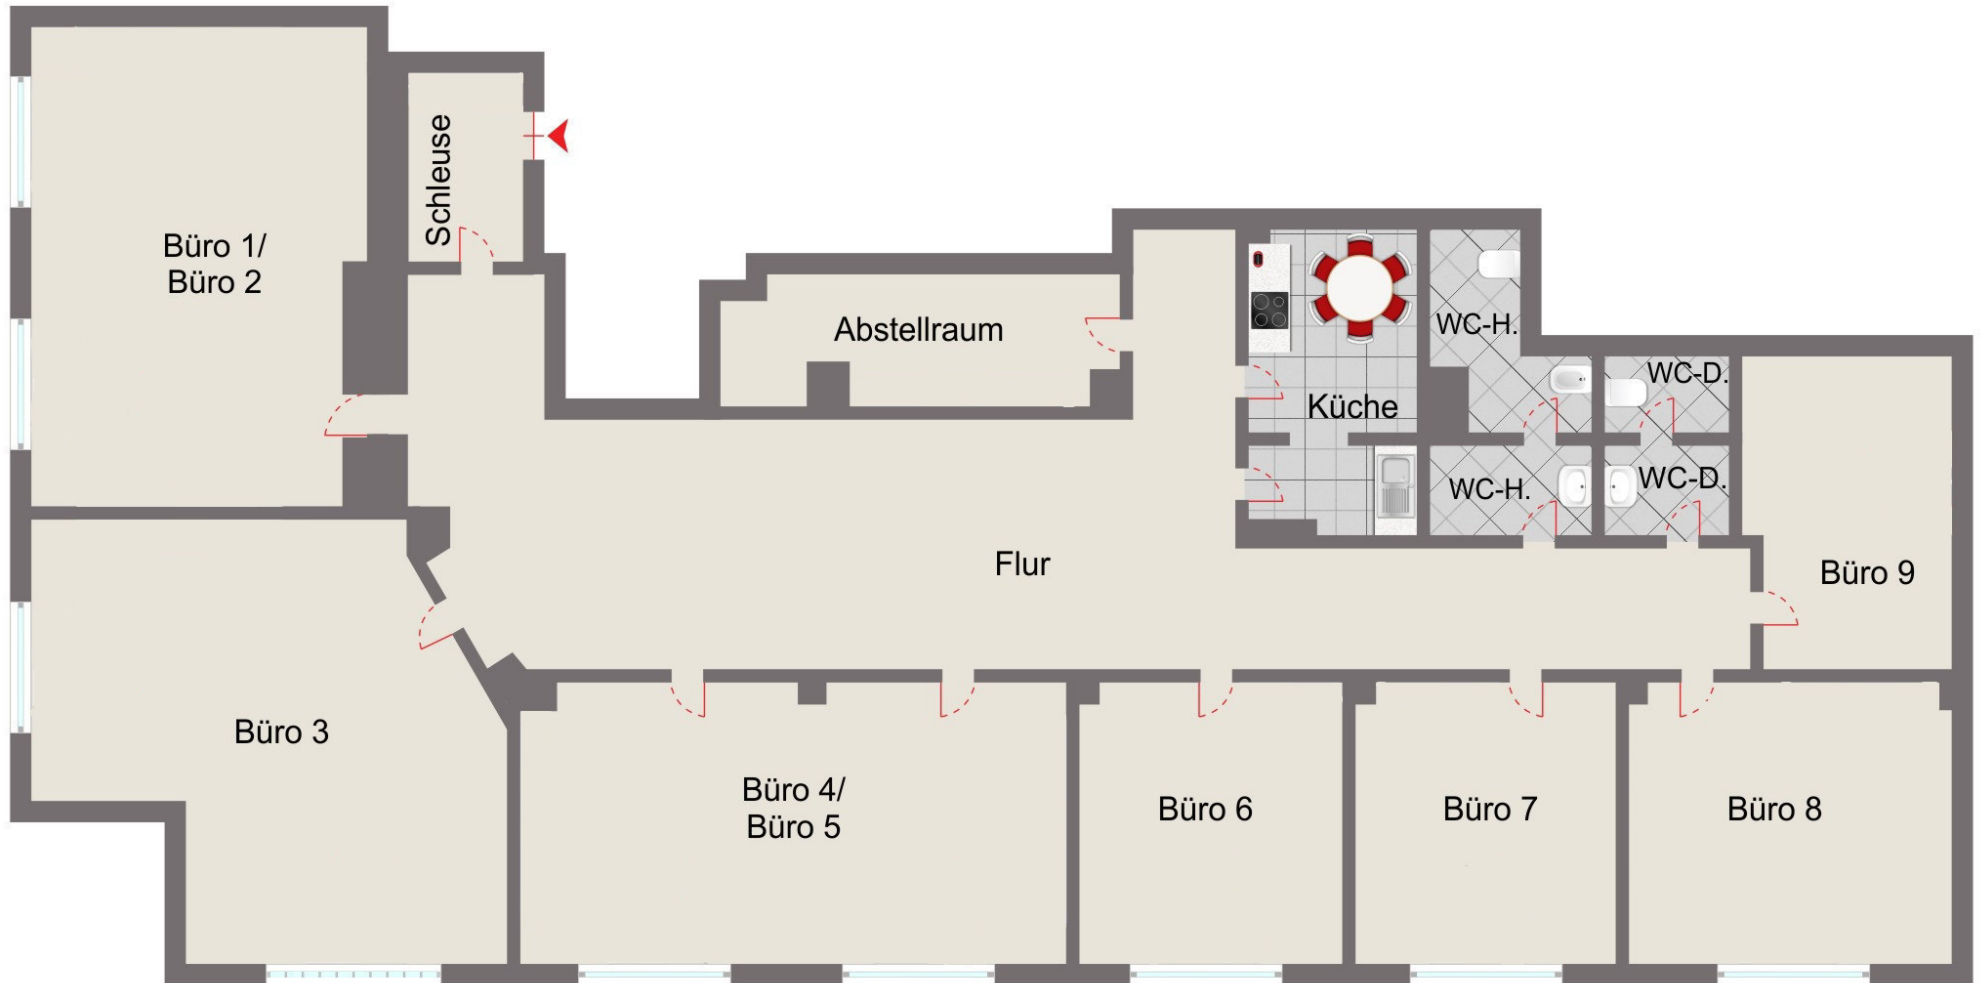 Schleuse
Büro 1/
Büro 2
Abstellraum
WC-H.
WC-D.
Küche
WC-H.
WC-D.
Flur
Büro 9
Büro 3
Büro 4/
Büro 5
Büro 6
Büro 7
Büro 8